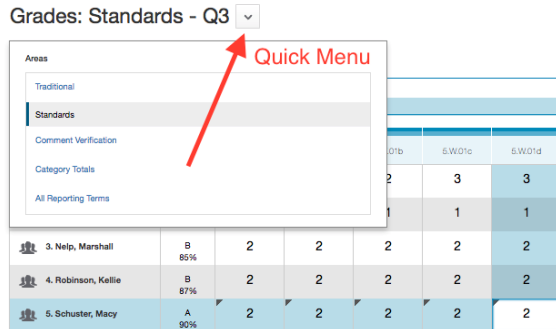 Grades: Standards - Q3
Quick Menu
Areas
Traditional
Standards
Comment Verification
Category Totals
All Reporting Terms
.01b 5.W.01c 5.W.01d
2 3 3
1 1 1
3. Nelp, Marshall B 85% 2 2 2 2 2
4. Robinson, Kellie B 87% 2 2 2 2 2
5. Schuster, Macy A 90% 2 2 2 2 2